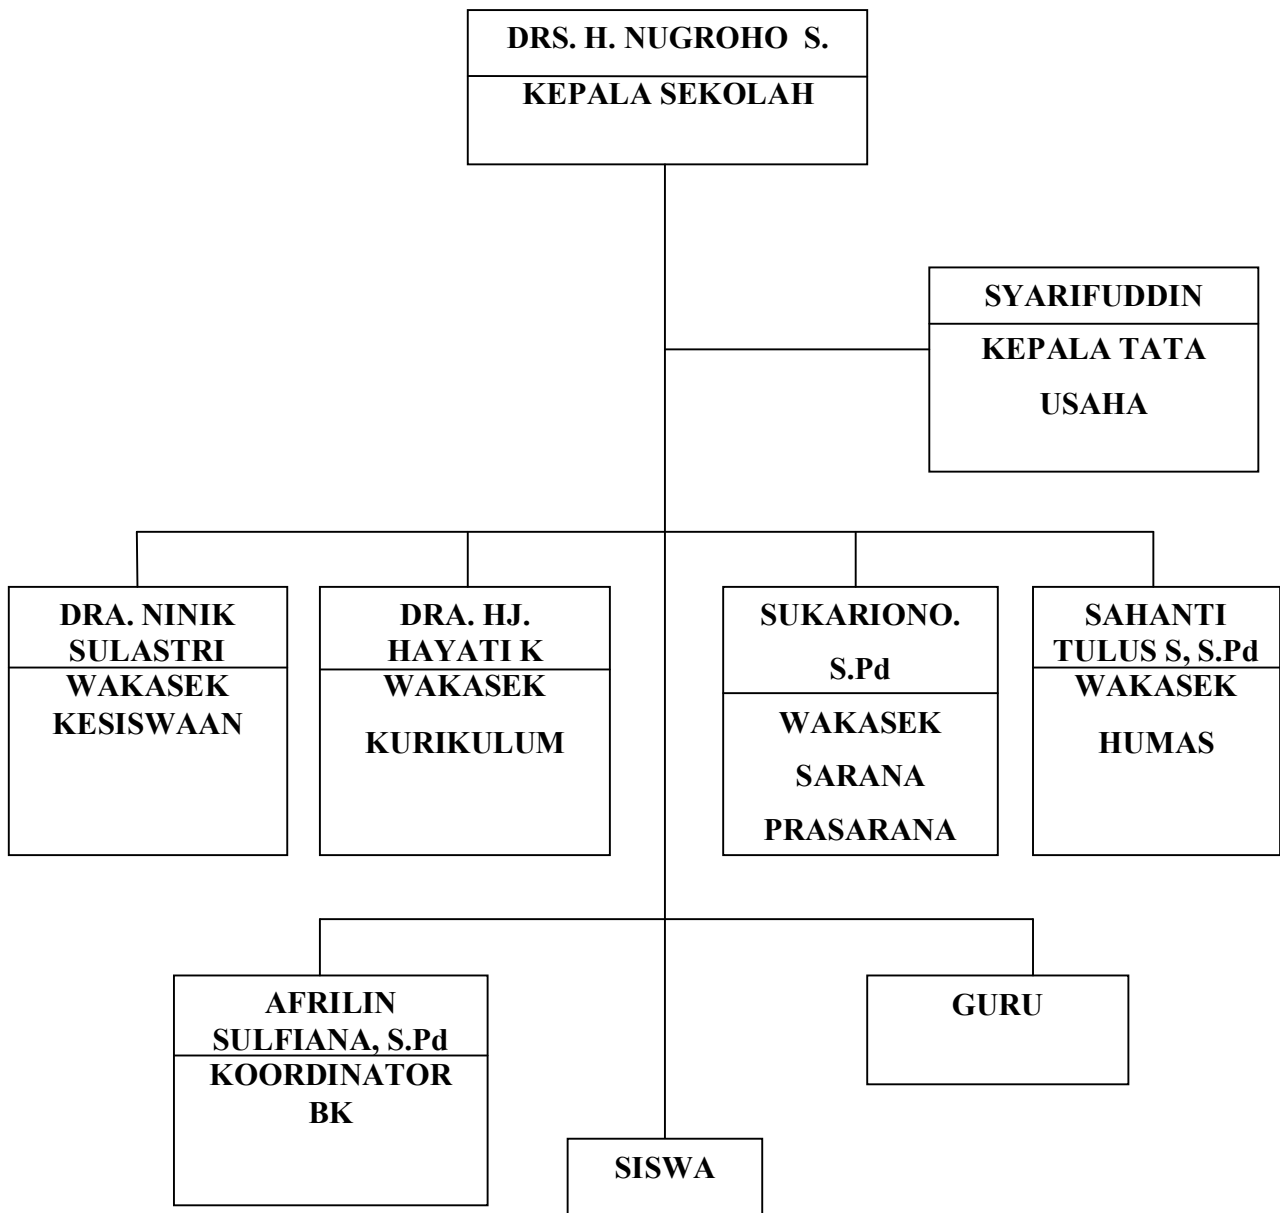 DRS. H. NUGROHO S.
KEPALA SEKOLAH
SYARIFUDDIN
KEPALA TATA
USAHA
DRA. NINIK
SULASTRI
WAKASEK
KESISWAAN
DRA. HJ.
HAYATI K
WAKASEK
KURIKULUM
SUKARIONO.
S.Pd
WAKASEK
SARANA
PRASARANA
SAHANTI
TULUS S, S.Pd
WAKASEK
HUMAS
AFRILIN
SULFIANA, S.Pd
KOORDINATOR
BK
GURU
SISWA